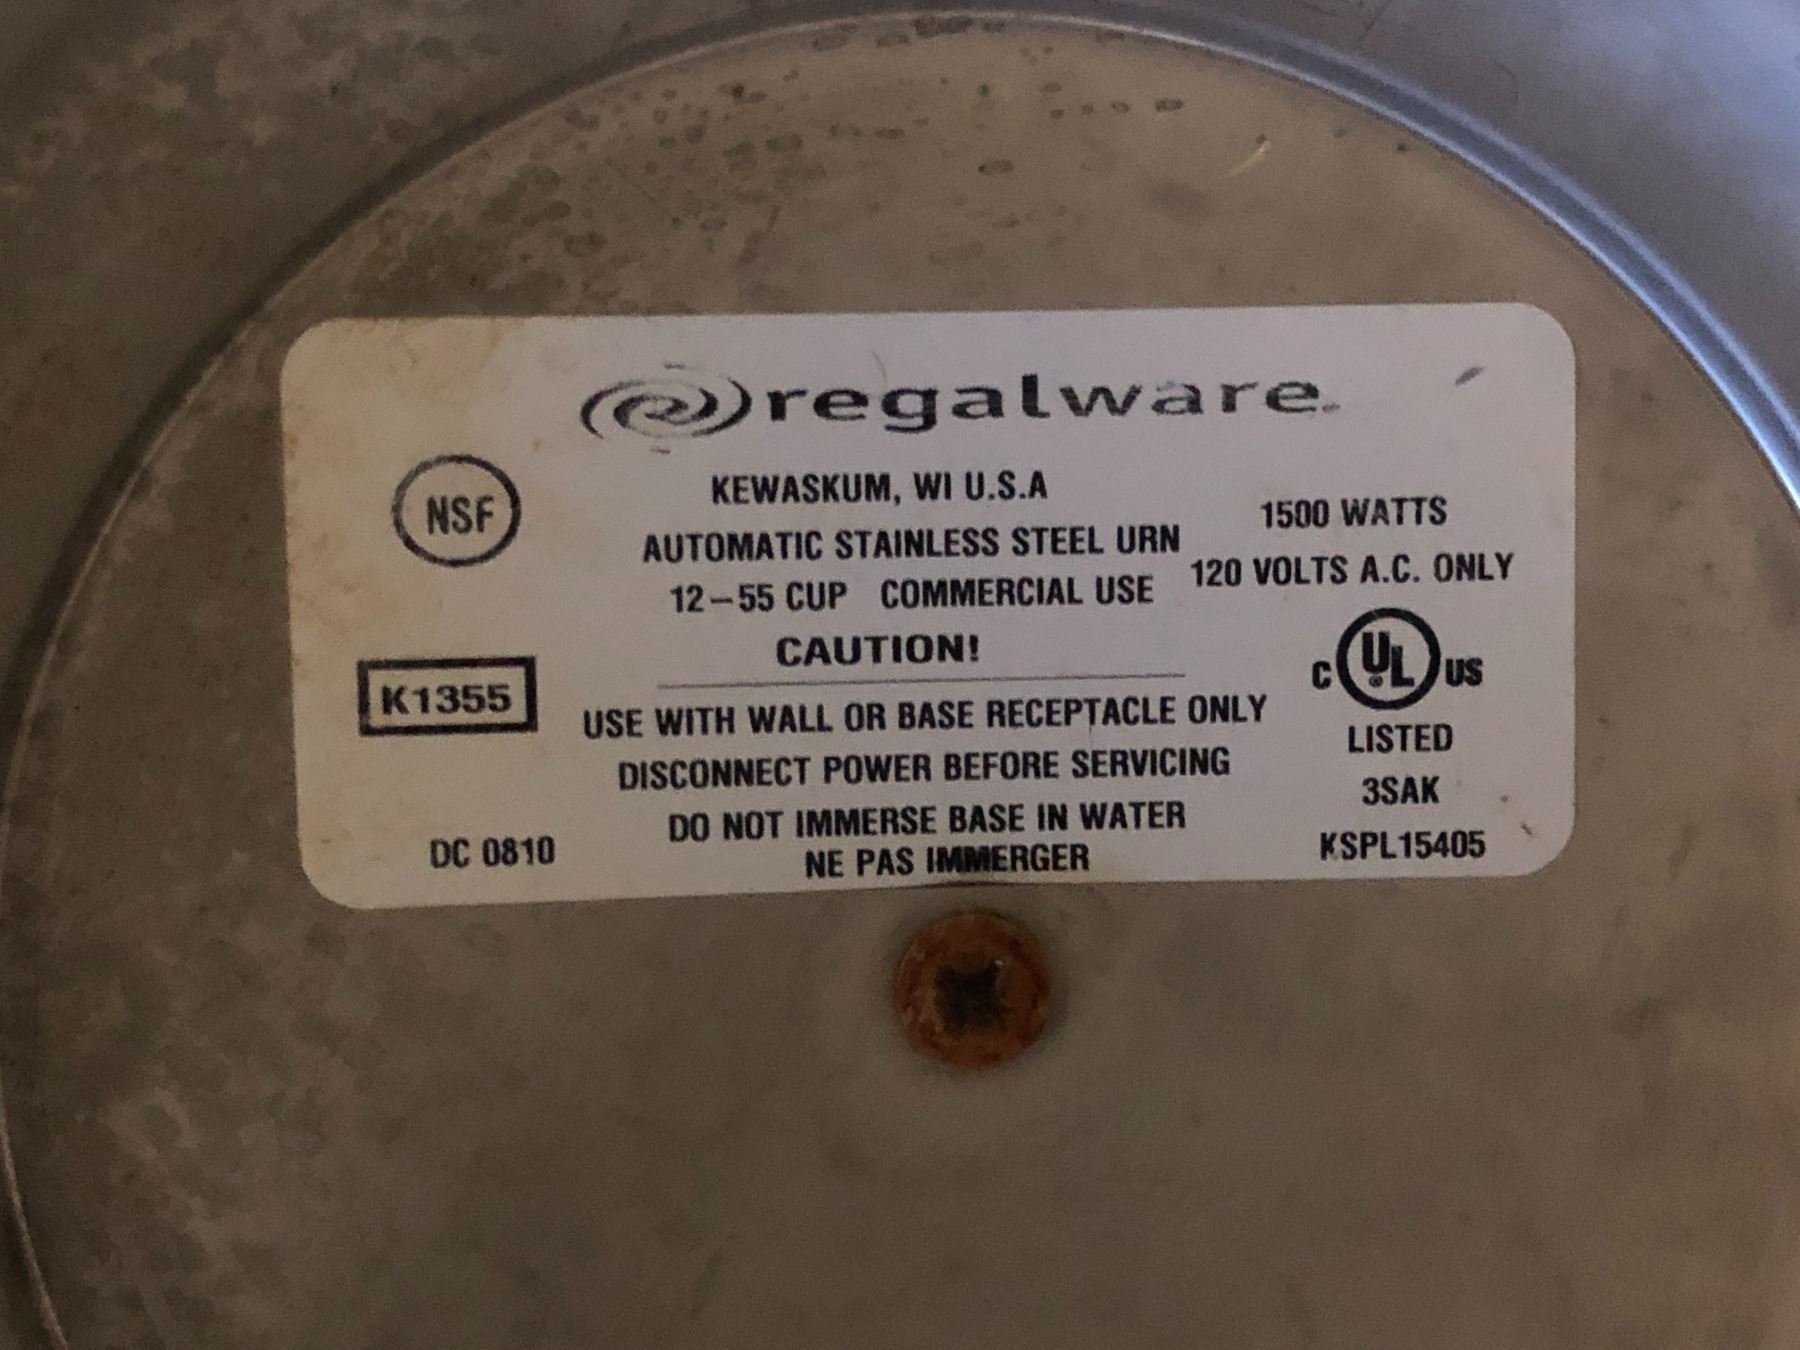 regalware
KEWASKUM, WI U.S.A
AUTOMATIC STAINLESS STEEL URN
12–55 CUP COMMERCIAL USE
1500 WATTS
120 VOLTS A.C. ONLY
NSF
CAUTION!
USE WITH WALL OR BASE RECEPTACLE ONLY
DISCONNECT POWER BEFORE SERVICING
DO NOT IMMERSE BASE IN WATER
NE PAS IMMERGER
K1355
DC 0810
C UL ® US
LISTED
3SAK
KSPL15405